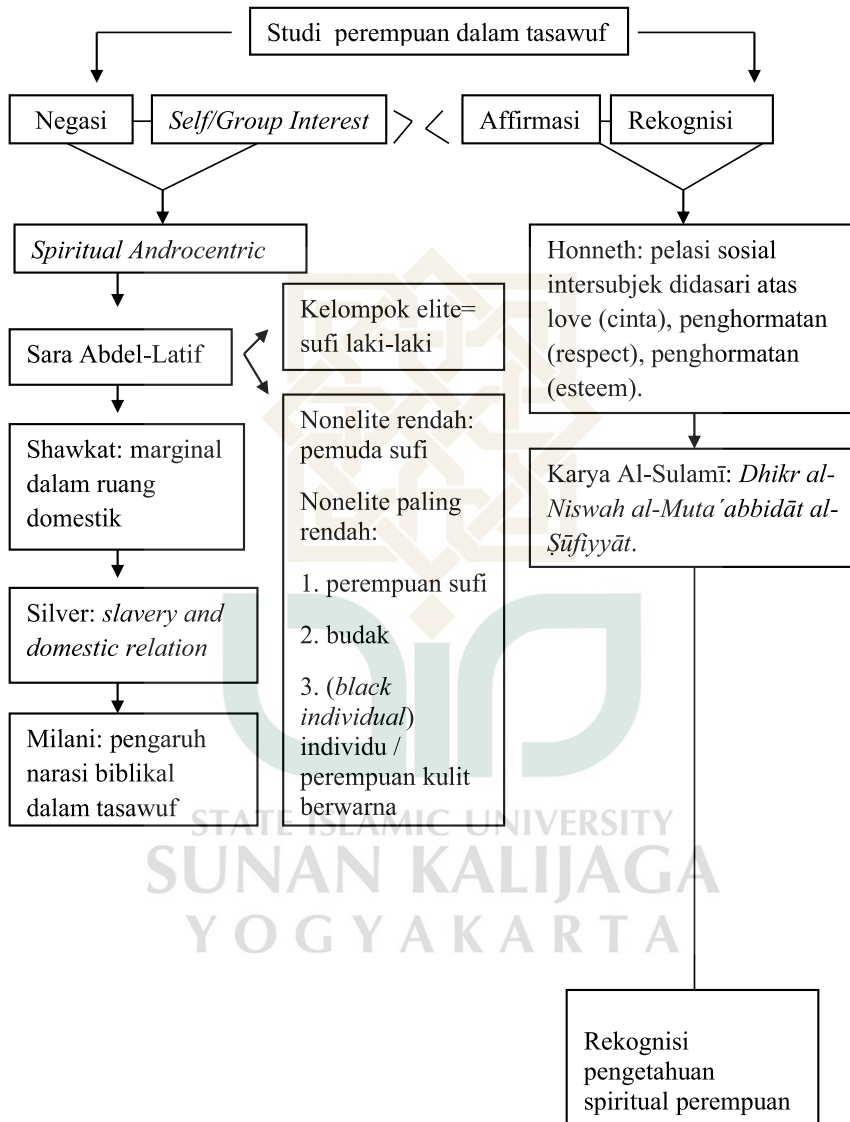 Studi perempuan dalam tasawuf
Negasi
Self/Group Interest
Affirmasi
Rekognisi
Spiritual Androcentric
Sara Abdel-Latif
Shawkat: marginal
dalam ruang
domestik
Silver: slavery and
domestic relation
Milani: pengaruh
narasi biblikal
dalam tasawuf
Kelompok elite=
sufi laki-laki
Nonelite rendah:
pemuda sufi
Nonelite paling
rendah:
1. perempuan sufi
2. budak
3. (black
individual)
individu /
perempuan kulit
berwarna
Honneth: pelasi sosial
intersubjek didasari atas
love (cinta), penghormatan
(respect), penghormatan
(esteem).
Karya Al-Sulamī: Dhikr al-
Niswah al-Muta´abbidāt al-
Ṣūfiyyāt.
STATE ISLAMIC UNIVERSITY
SUNAN KALIJAGA
YOGYAKARTA
Rekognisi
pengetahuan
spiritual perempuan